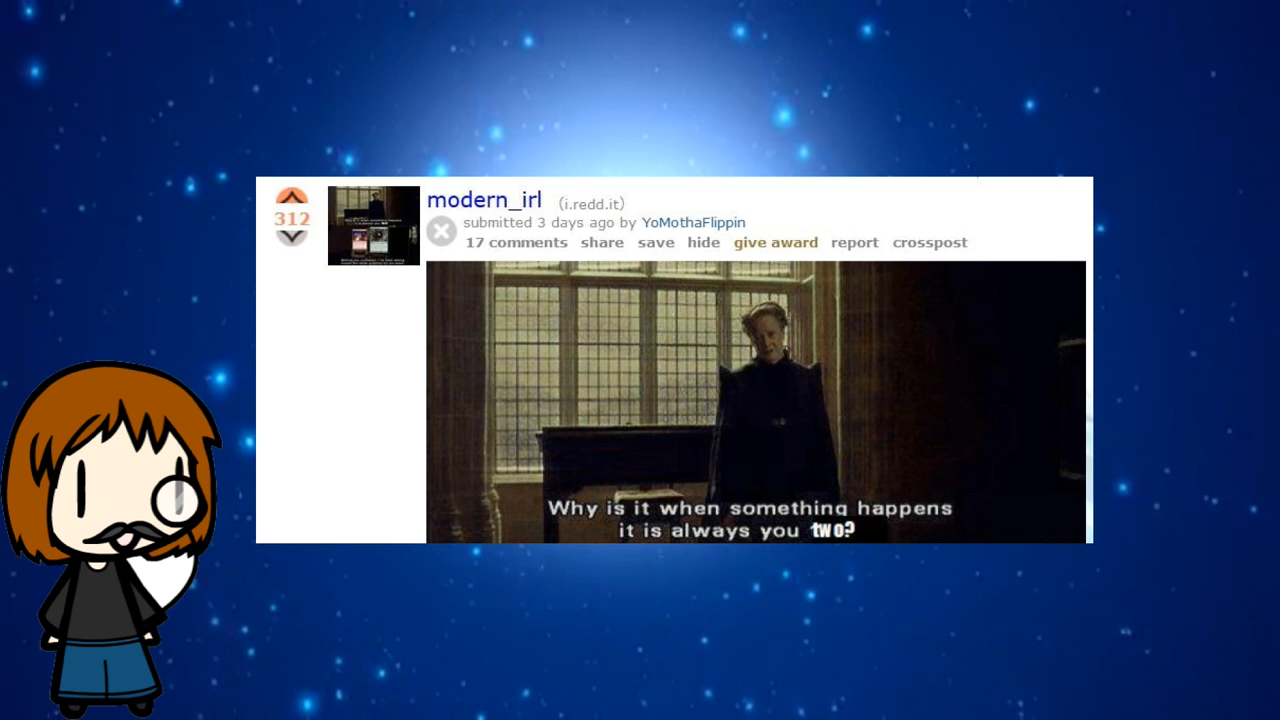 312
modern_irl (i.redd.it)
submitted 3 days ago by YoMothaFlippin
17 comments share save hide give award report crosspost
Why is it when something happens
it is always you two?